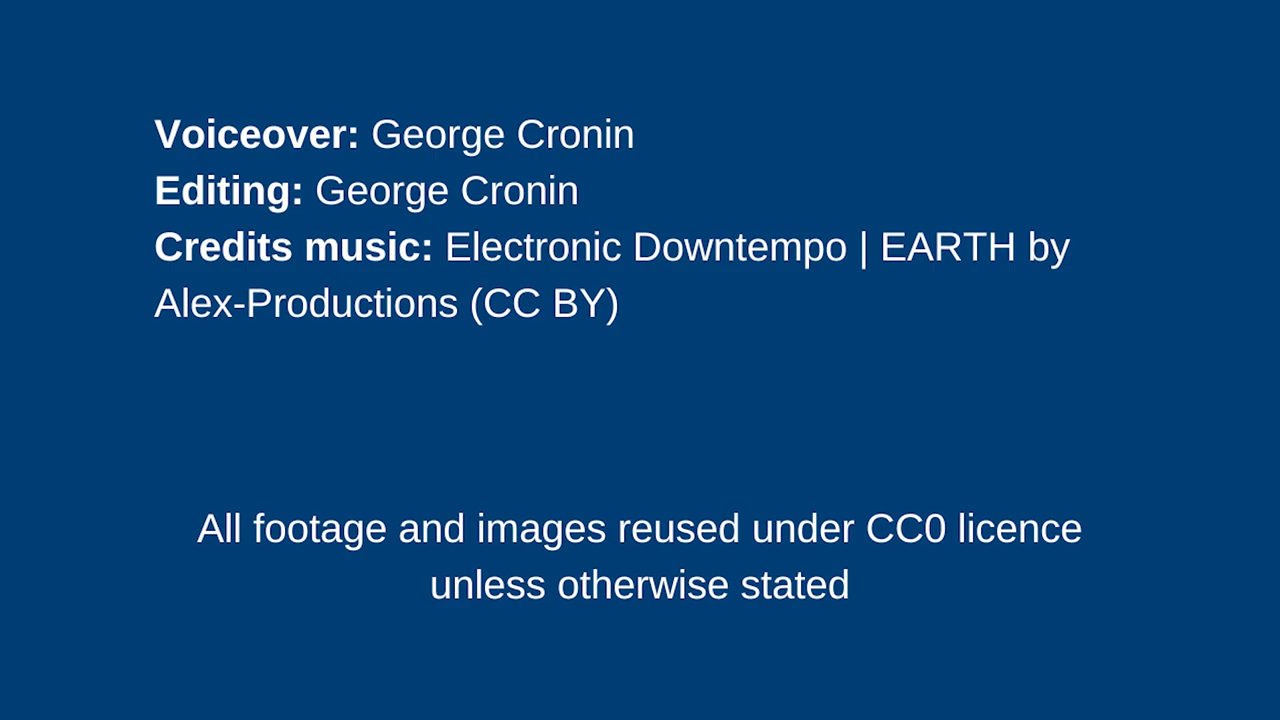 Voiceover: George Cronin
Editing: George Cronin
Credits music: Electronic Downtempo | EARTH by
Alex-Productions (CC BY)
All footage and images reused under CC0 licence
unless otherwise stated